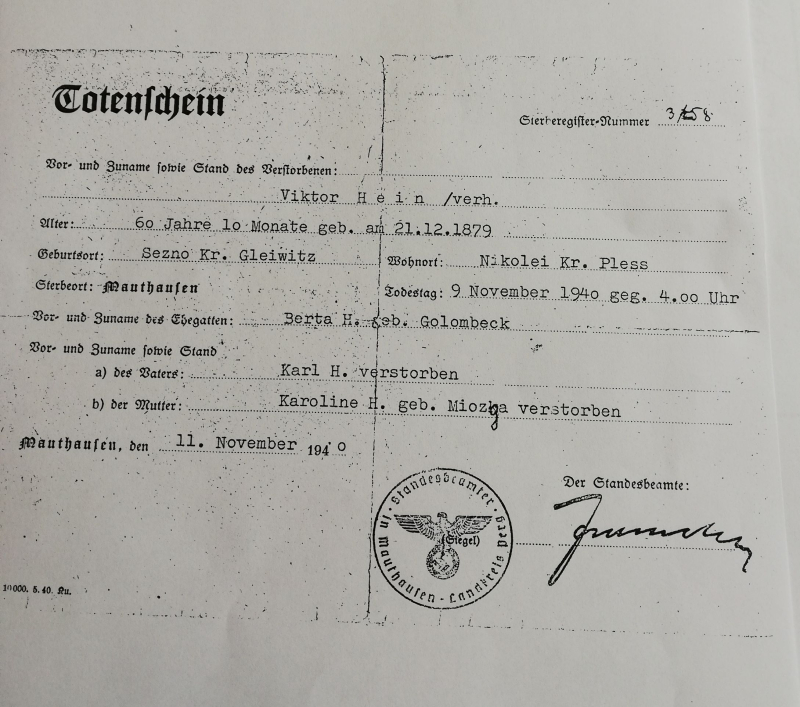 Totenschein
Sterberegister-Nummer 3/158
Vor- und Zuname sowie Stand des Verstorbenen:
Viktor H e i n /verh.
Alter: 60 Jahre 10 Monate geb. am 21.12.1879
Geburtsort: Sezno Kr. Gleiwitz Wohnort: Nikolei Kr. Pless
Sterbeort: Mauthausen Todestag: 9 November 1940 geg. 4.00 Uhr
Vor- und Zuname des Ehegatten: Berta H. geb. Golombeck
Vor- und Zuname sowie Stand
a) des Vaters: Karl H. verstorben
b) der Mutter: Karoline H. geb. Miozga verstorben
Mauthausen, den 11. November 1940
Der Standesbeamte:
Standesbeamter · in Mauthausen - Landkreis Perg
(Siegel)
10000. 5. 40. Ku.